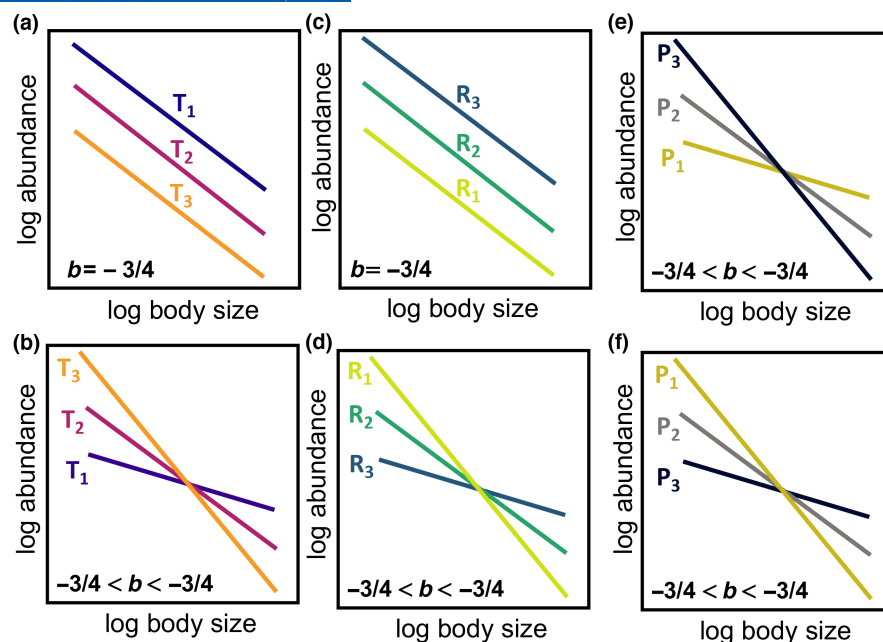 (a)
log abundance
T1
T2
T3
b = – 3/4
log body size
(c)
log abundance
R3
R2
R1
b = –3/4
log body size
(e)
log abundance
P3
P2
P1
–3/4 < b < –3/4
log body size
(b)
log abundance
T3
T2
T1
–3/4 < b < –3/4
log body size
(d)
log abundance
R1
R2
R3
–3/4 < b < –3/4
log body size
(f)
log abundance
P1
P2
P3
–3/4 < b < –3/4
log body size